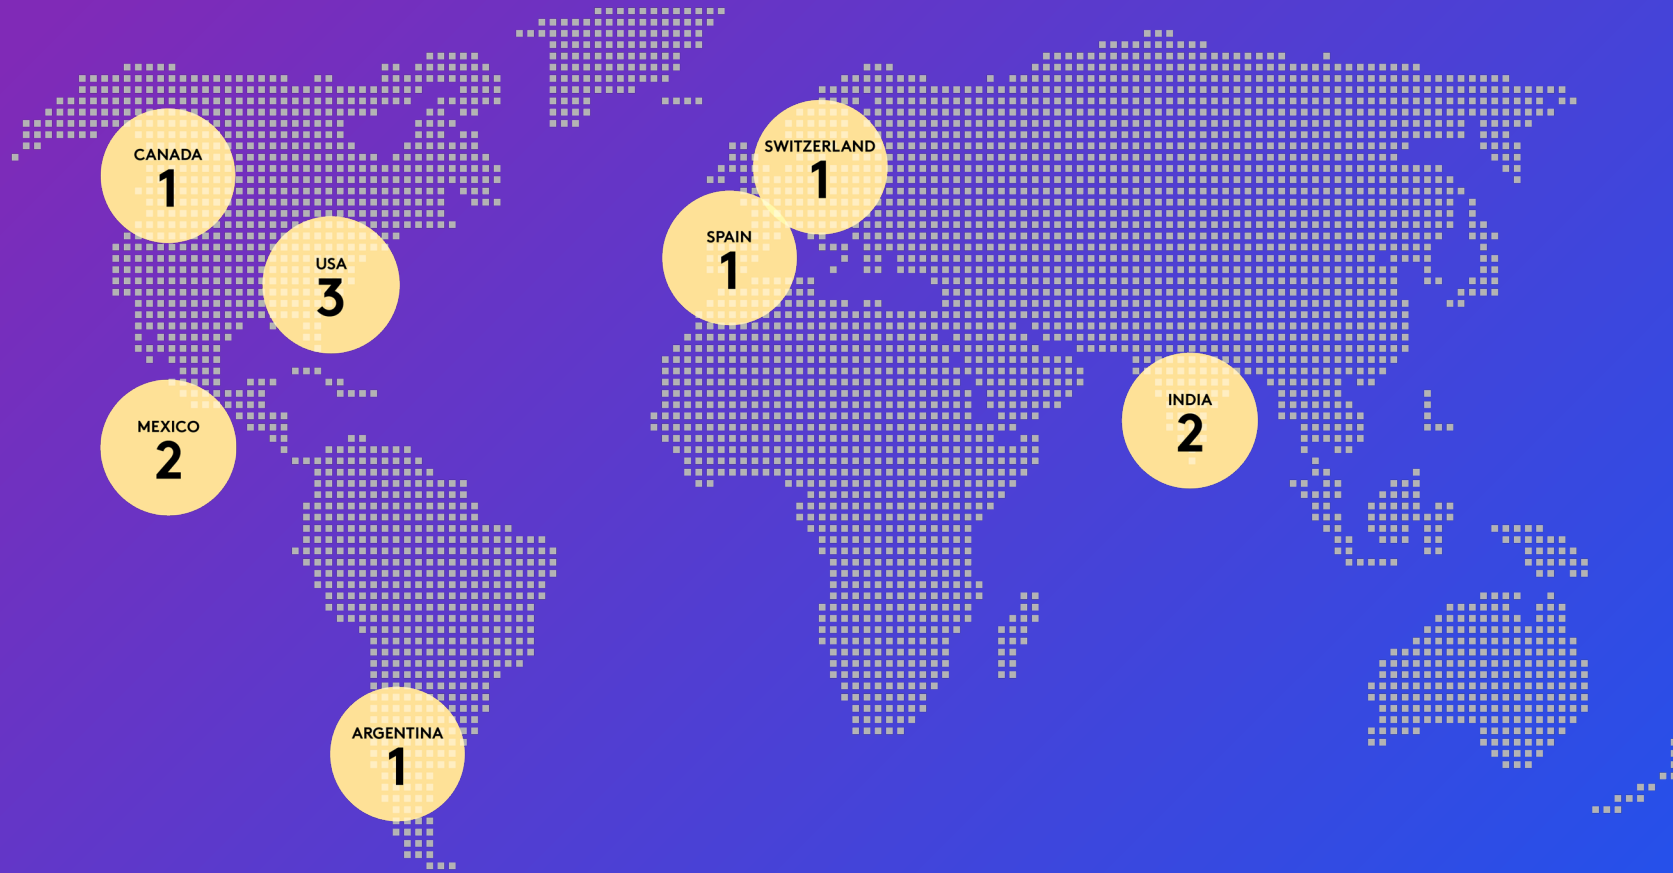 CANADA
1
SWITZERLAND
1
SPAIN
1
USA
3
INDIA
2
MEXICO
2
ARGENTINA
1